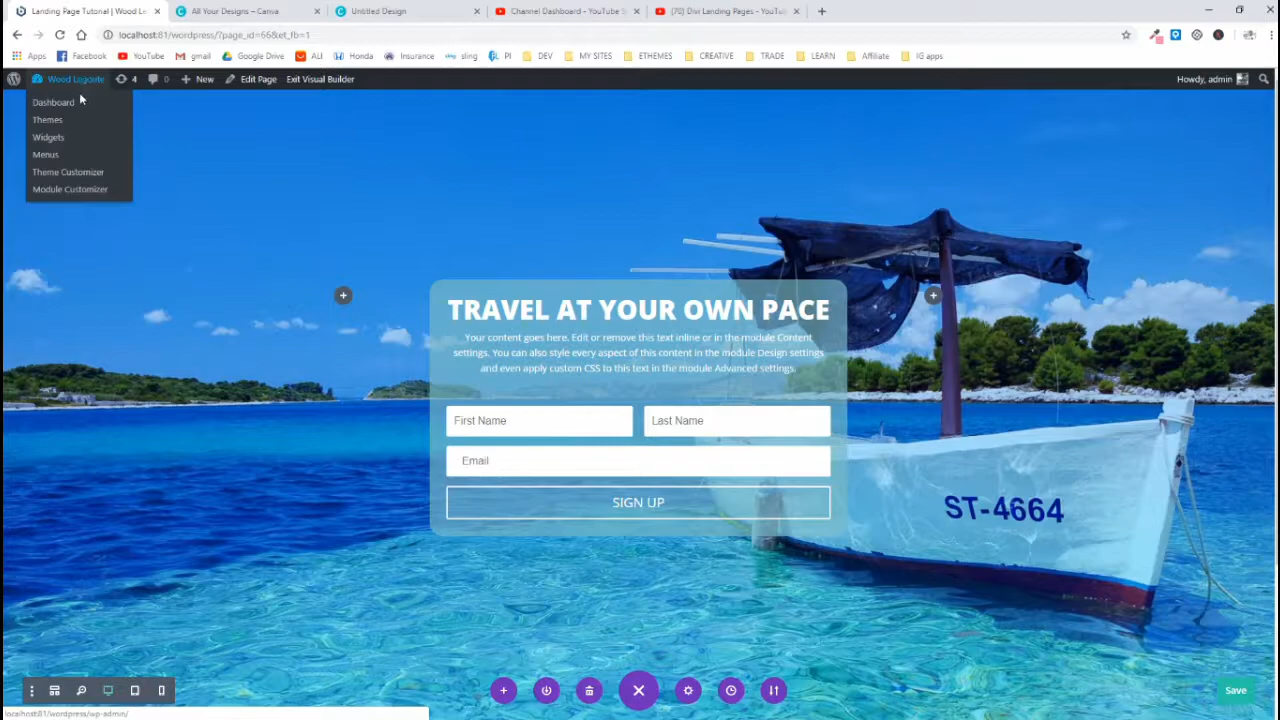 Landing Page Tutorial | Wood Le
All Your Designs – Canva
Untitled Design
Channel Dashboard - YouTube S
(70) Divi Landing Pages - YouTu
localhost:81/wordpress/?page_id=66&et_fb=1
Apps
Facebook
YouTube
gmail
Google Drive
ALI
Honda
Insurance
sling
PI
DEV
MY SITES
ETHEMES
CREATIVE
TRADE
LEARN
Affiliate
IG apps
Wood Layouts
4
0
New
Edit Page
Exit Visual Builder
Howdy, admin
Dashboard
Themes
Widgets
Menus
Theme Customizer
Module Customizer
TRAVEL AT YOUR OWN PACE
Your content goes here. Edit or remove this text inline or in the module Content
settings. You can also style every aspect of this content in the module Design settings
and even apply custom CSS to this text in the module Advanced settings.
First Name
Last Name
Email
SIGN UP
ST-4664
Save
localhost:81/wordpress/wp-admin/